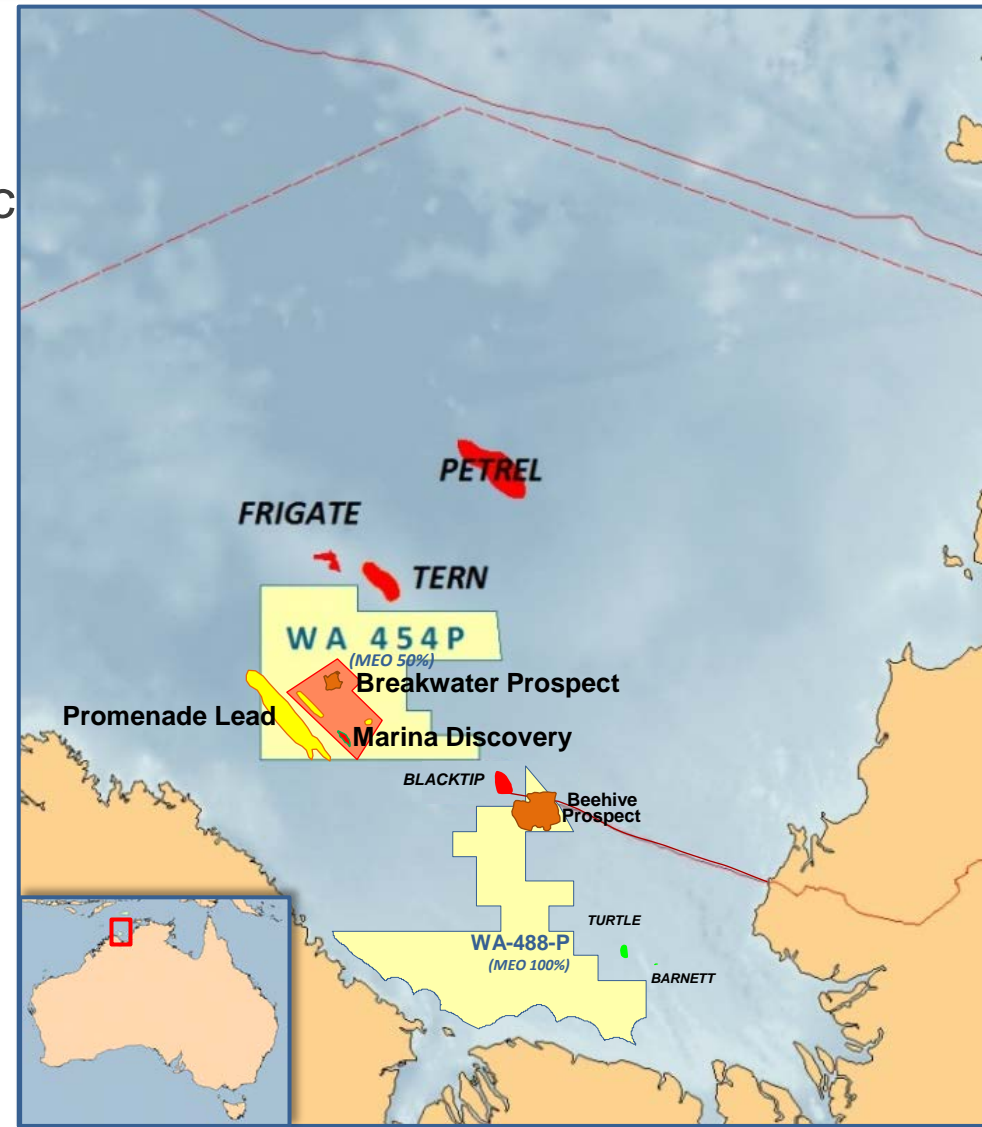 c
PETREL
FRIGATE
TERN
WA 454P
(MEO 50%)
Breakwater Prospect
Promenade Lead
Marina Discovery
BLACKTIP
Beehive
Prospect
TURTLE
WA-488-P
(MEO 100%)
BARNETT